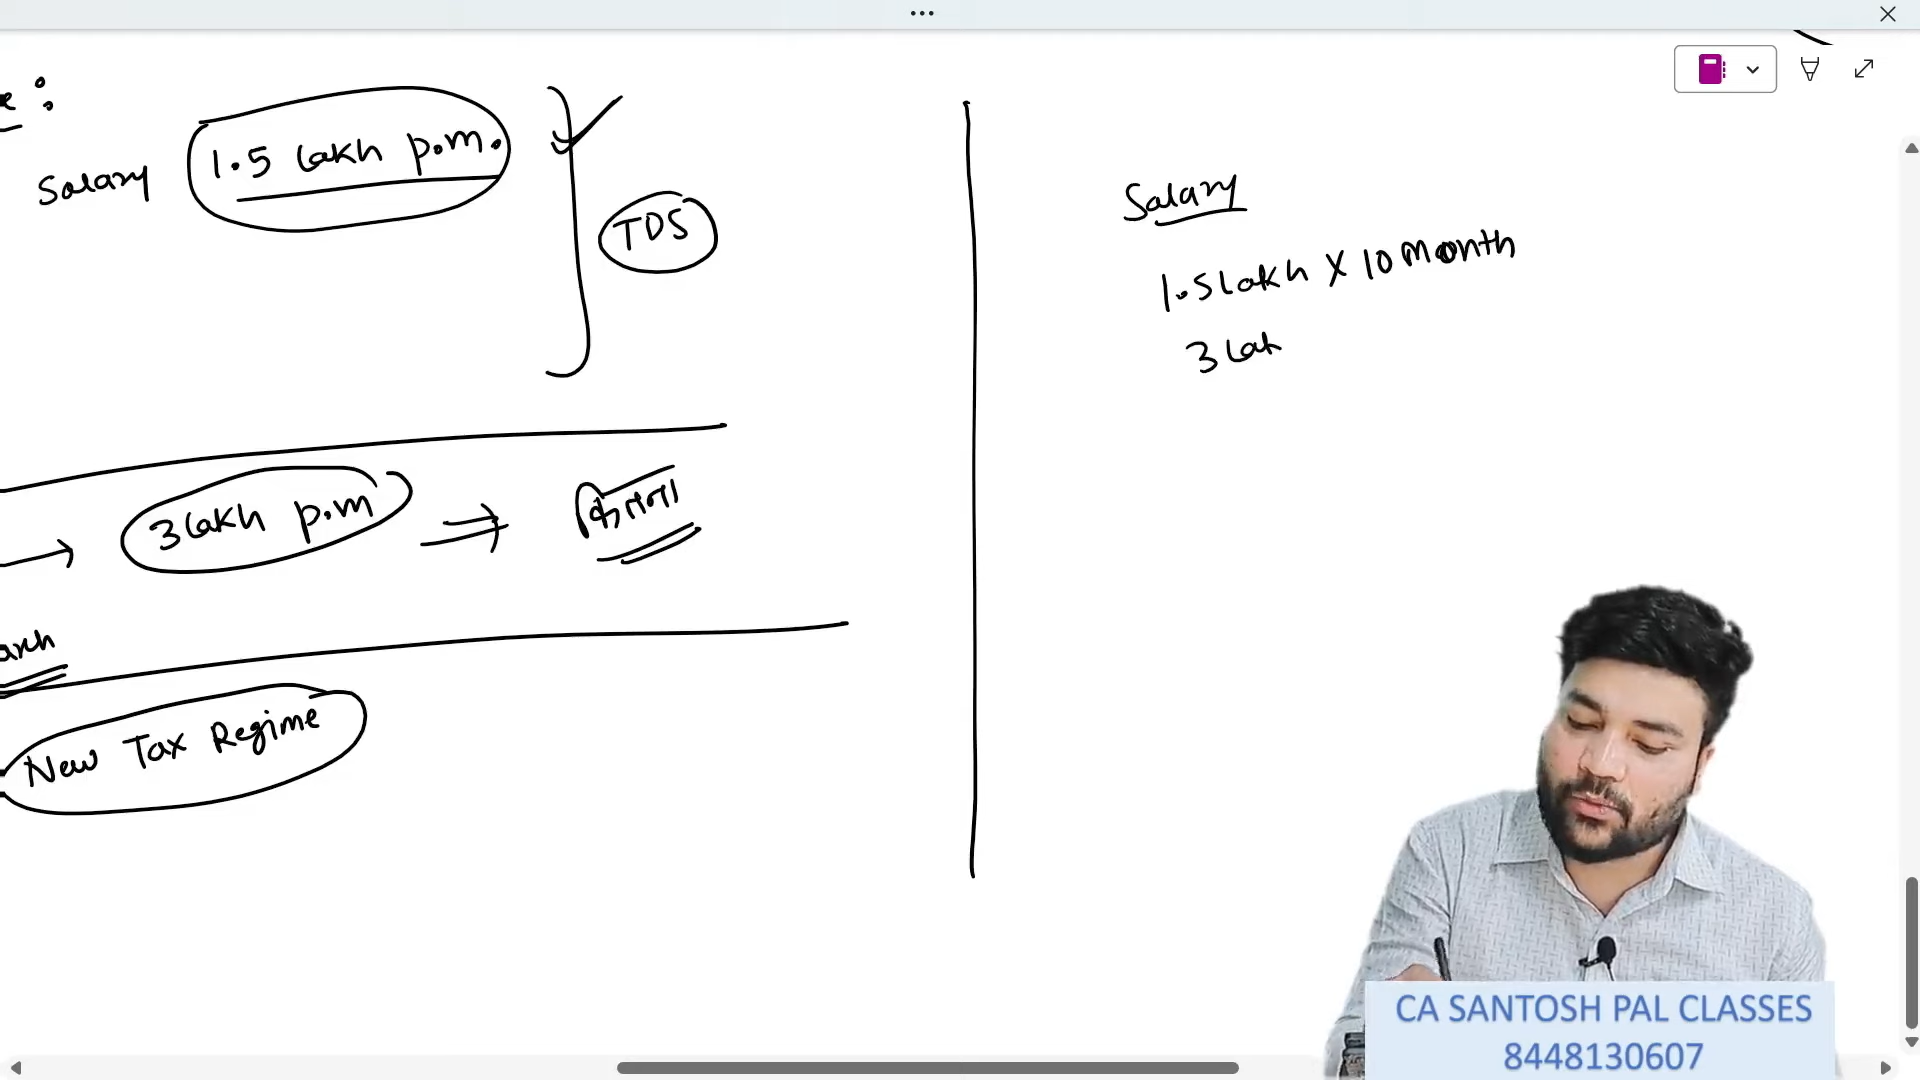 Salary 1.5 Lakh p.m.
TDS
3 Lakh p.m
कितना
New Tax Regime
Salary
1.5 Lakh X 10 Month
3 Lak
CA SANTOSH PAL CLASSES
8448130607